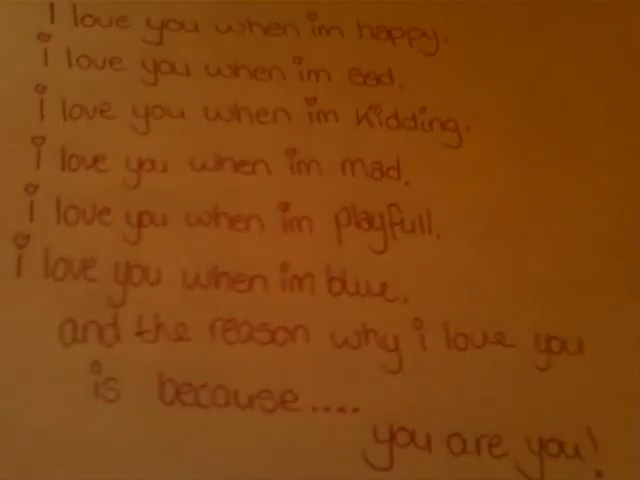 I love you when im happy.
i love you when im sad.
i love you when im kidding.
i love you when im mad.
i love you when im playfull.
i love you when im blue.
and the reason why i love you
is because....
you are you!